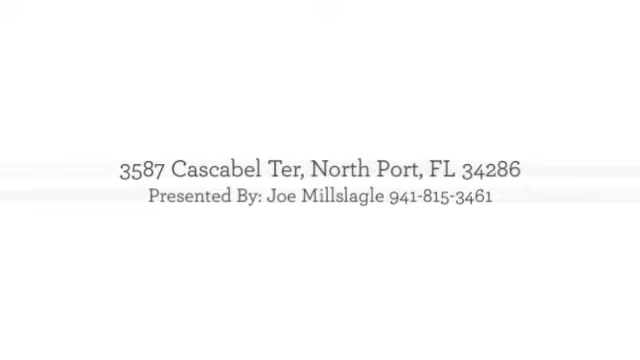 3587 Cascabel Ter, North Port, FL 34286
Presented By: Joe Millslagle 941-815-3461